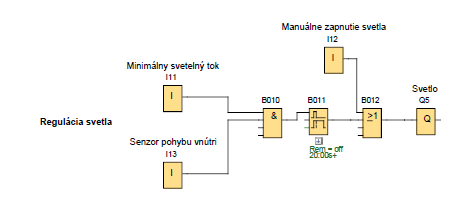 Manuálne zapnutie svetla
I12
I
Minimálny svetelný tok
I11
I
B010
&
B011
B012
≥1
Svetlo
Q5
Q
Regulácia svetla
Rem = off
20:00s+
Senzor pohybu vnútri
I13
I